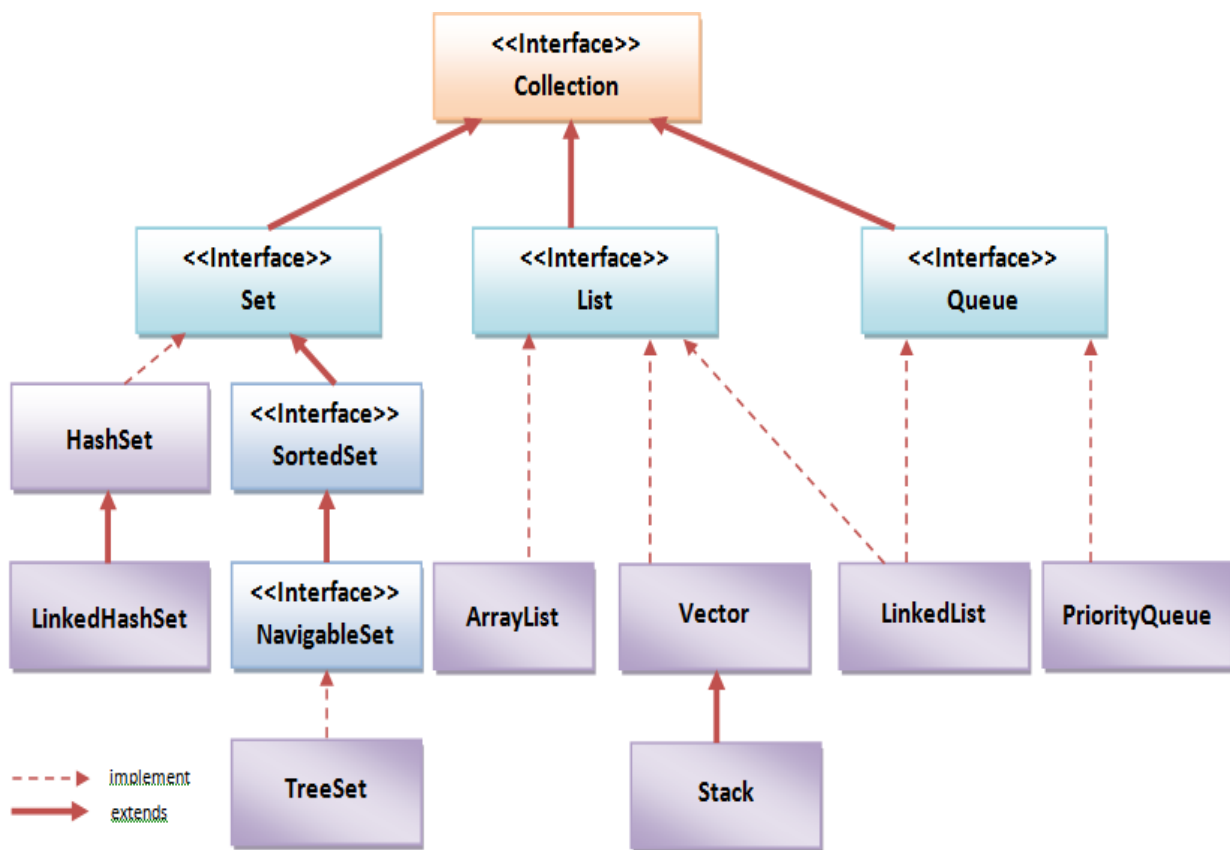 <<Interface>>
Collection
<<Interface>>
Set
<<Interface>>
List
<<Interface>>
Queue
HashSet
<<Interface>>
SortedSet
LinkedHashSet
<<Interface>>
NavigableSet
ArrayList
Vector
LinkedList
PriorityQueue
TreeSet
Stack
implement
extends